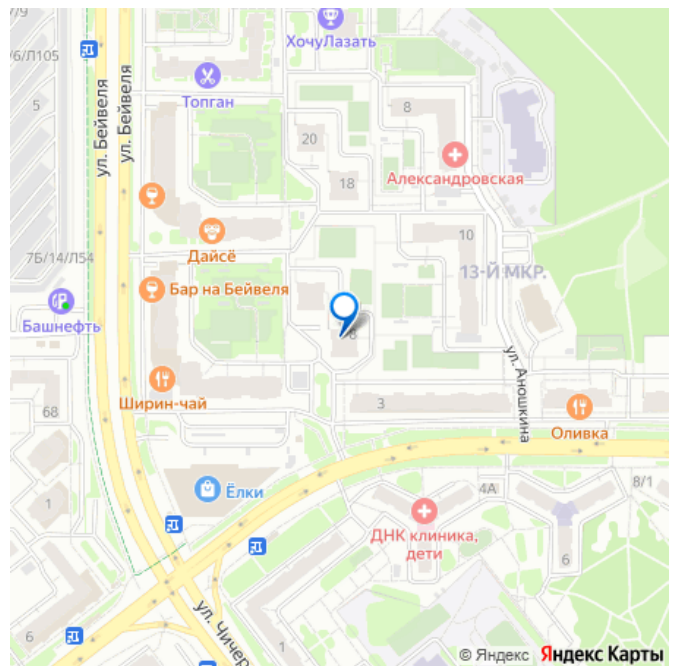 /9
6/Л105
ул. Бейвеля
ул. Бейвеля
5
ХочуЛазать
Топган
8
20
Александровская
18
10
7Б/14/Л54
Дайсё
13-Й МКР.
Бар на Бейвеля
Башнефть
8
ул. Аношкина
Ширин-чай
3
68
Оливка
Ёлки
4А
8/1
1
ДНК клиника,
дети
6
ул. Чичер
6
1
© Яндекс Яндекс Карты